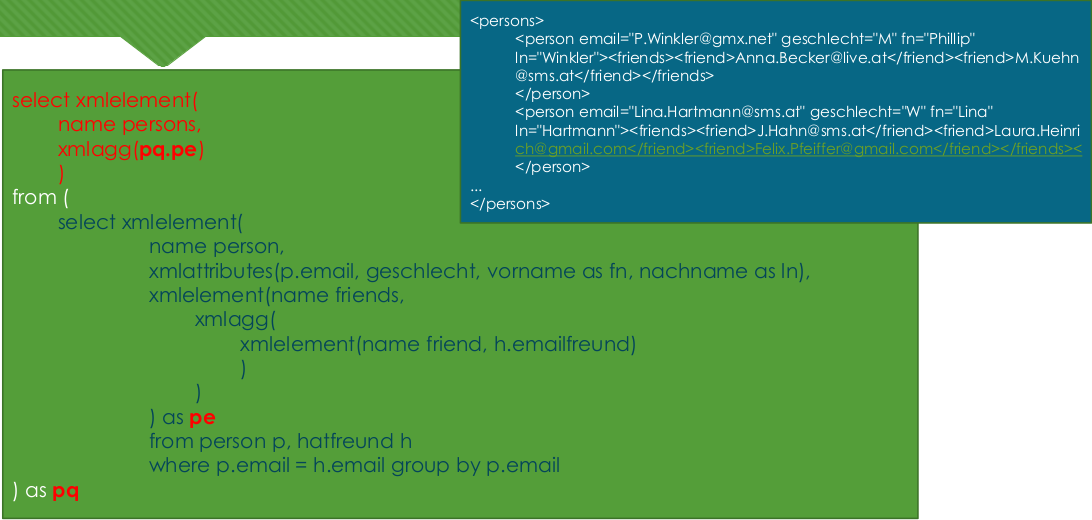 <persons>
<person email="P.Winkler@gmx.net" geschlecht="M" fn="Phillip"
ln="Winkler"><friends><friend>Anna.Becker@live.at</friend><friend>M.Kuehn
@sms.at</friend></friends>
</person>
<person email="Lina.Hartmann@sms.at" geschlecht="W" fn="Lina"
ln="Hartmann"><friends><friend>J.Hahn@sms.at</friend><friend>Laura.Heinri
ch@gmail.com</friend><friend>Felix.Pfeiffer@gmail.com</friend></friends><
</person>
...
</persons>
select xmlelement(
name persons,
xmlagg(pq.pe)
)
from (
select xmlelement(
name person,
xmlattributes(p.email, geschlecht, vorname as fn, nachname as ln),
xmlelement(name friends,
xmlagg(
xmlelement(name friend, h.emailfreund)
)
)
) as pe
from person p, hatfreund h
where p.email = h.email group by p.email
) as pq